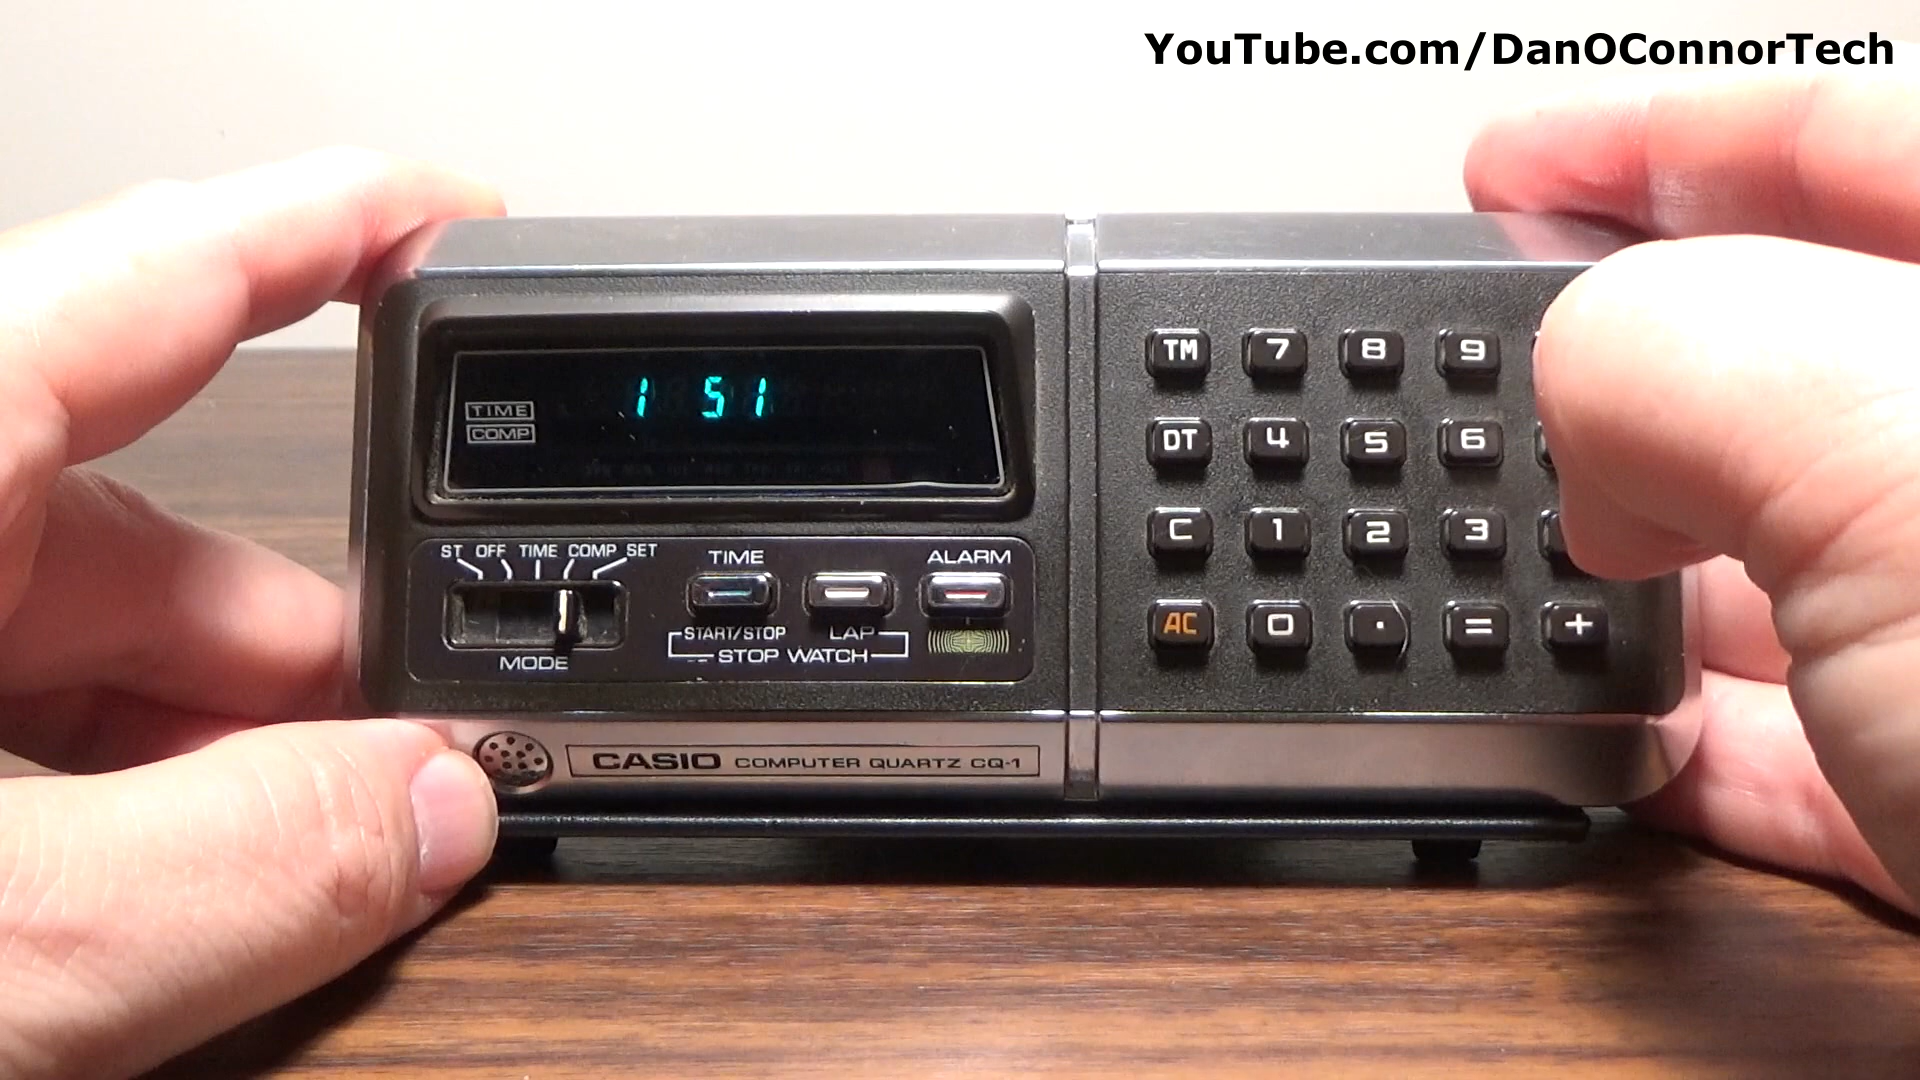 YouTube.com/DanOConnorTech
1 51
TIME
COMP
ST OFF TIME COMP SET
MODE
TIME
ALARM
START/STOP LAP
STOP WATCH
TM 7 8 9
DT 4 5 6
C 1 2 3
AC 0 . = +
CASIO COMPUTER QUARTZ CQ-1